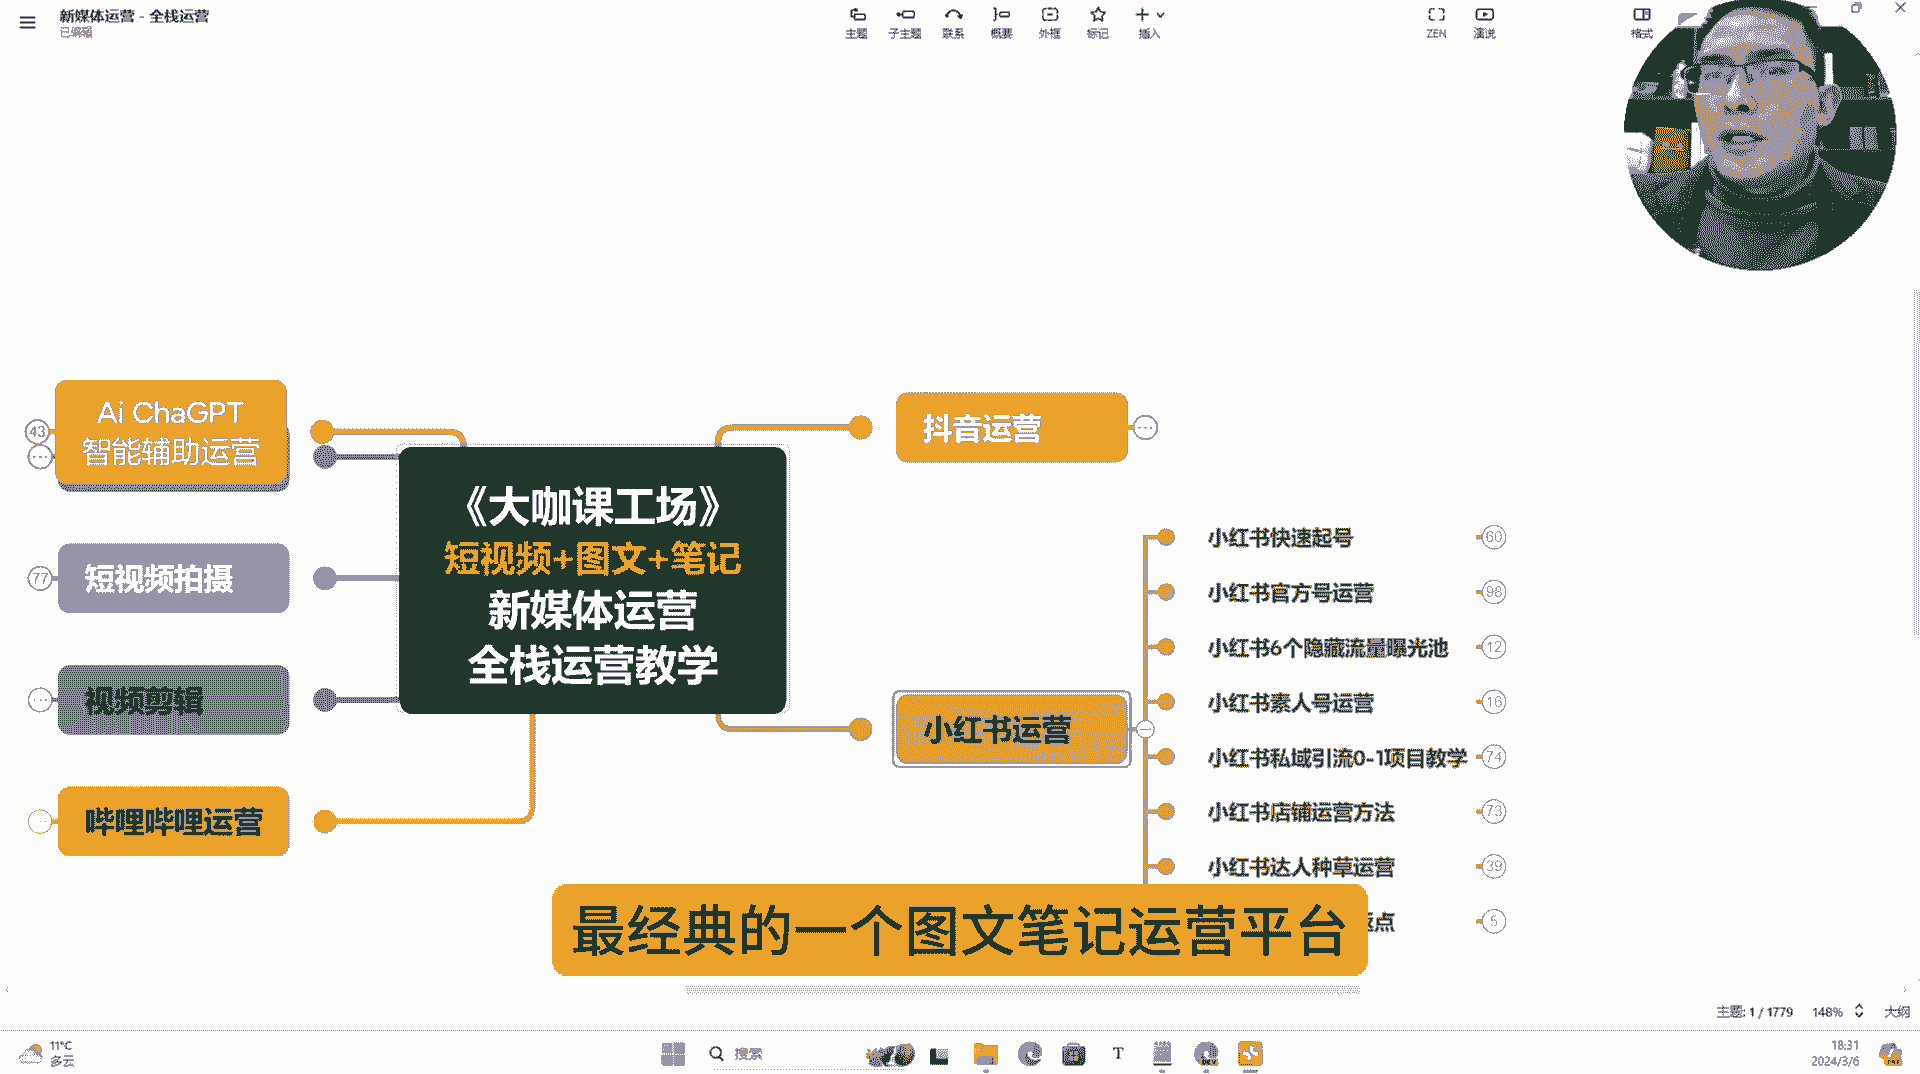 新媒体运营 - 全栈运营
已编辑
主题
子主题
联系
概要
外框
标记
插入
ZEN
演说
格式
43
Ai ChaGPT
智能辅助运营
77
短视频拍摄
视频剪辑
哔哩哔哩运营
《大咖课工场》
短视频+图文+笔记
新媒体运营
全栈运营教学
抖音运营
小红书运营
小红书快速起号
60
小红书官方号运营
98
小红书6个隐藏流量曝光池
12
小红书素人号运营
16
小红书私域引流0-1项目教学
74
小红书店铺运营方法
73
小红书达人种草运营
39
点
5
最经典的一个图文笔记运营平台
主题: 1 / 1779
148%
大纲
11°C
多云
搜索
T
DEV
18:31
2024/3/6